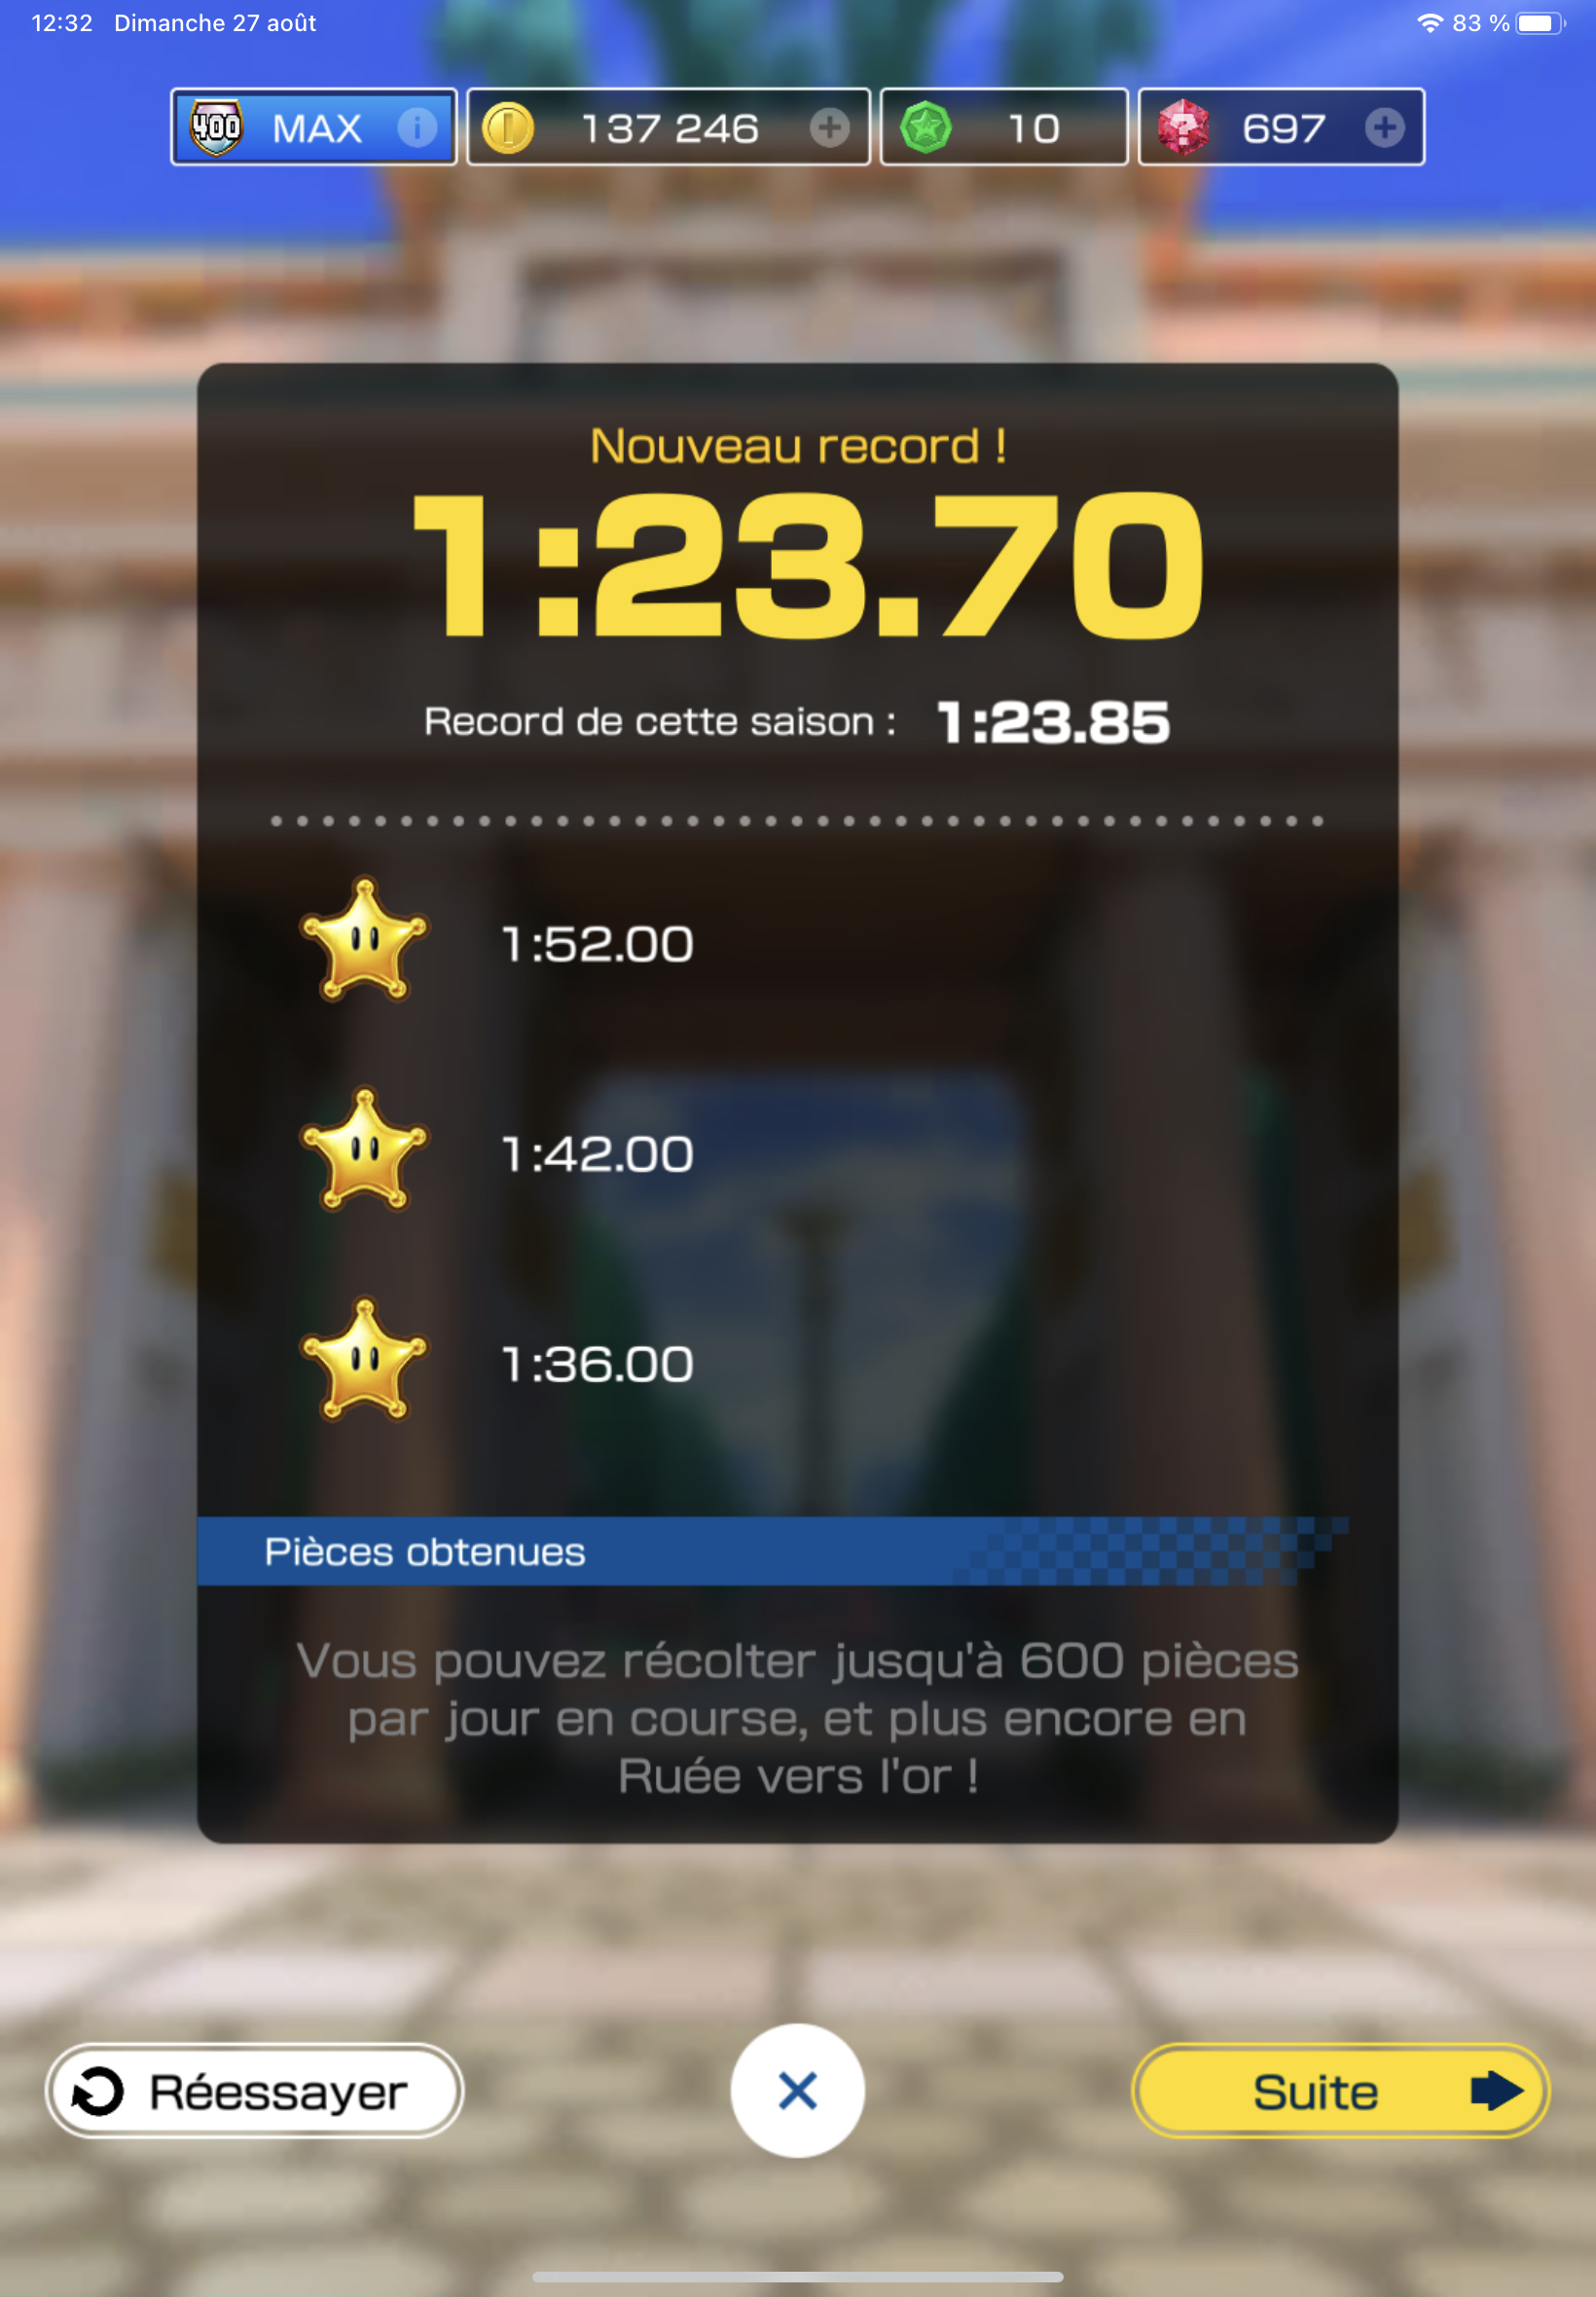 12:32 Dimanche 27 août 83 %
400 MAX i 137 246 + 10 ? 697 +
Nouveau record !
1:23.70
Record de cette saison : 1:23.85
1:52.00
1:42.00
1:36.00
Pièces obtenues
Vous pouvez récolter jusqu'à 600 pièces
par jour en course, et plus encore en
Ruée vers l'or !
Réessayer Suite